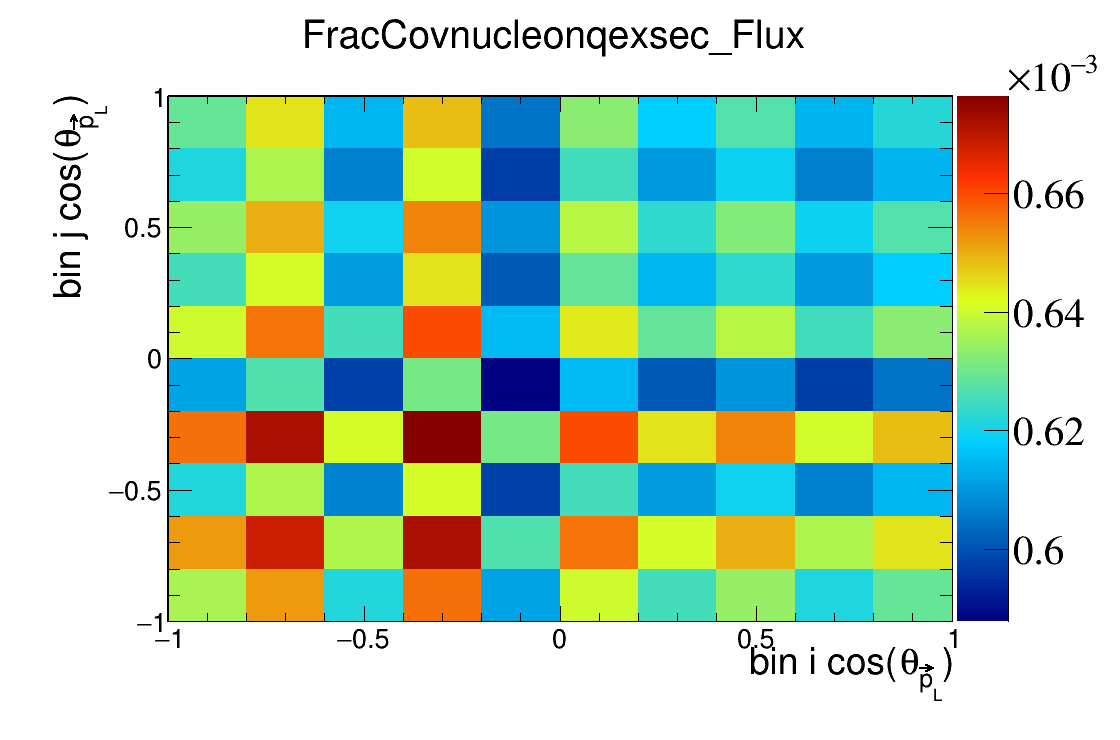 FracCovnucleonqexsec_Flux
×10⁻³
bin j cos(θ_p⃗_L)
1
0.5
0
−0.5
−1
0.66
0.64
0.62
0.6
−1 −0.5 0 0.5 1
bin i cos(θ_p⃗_L)